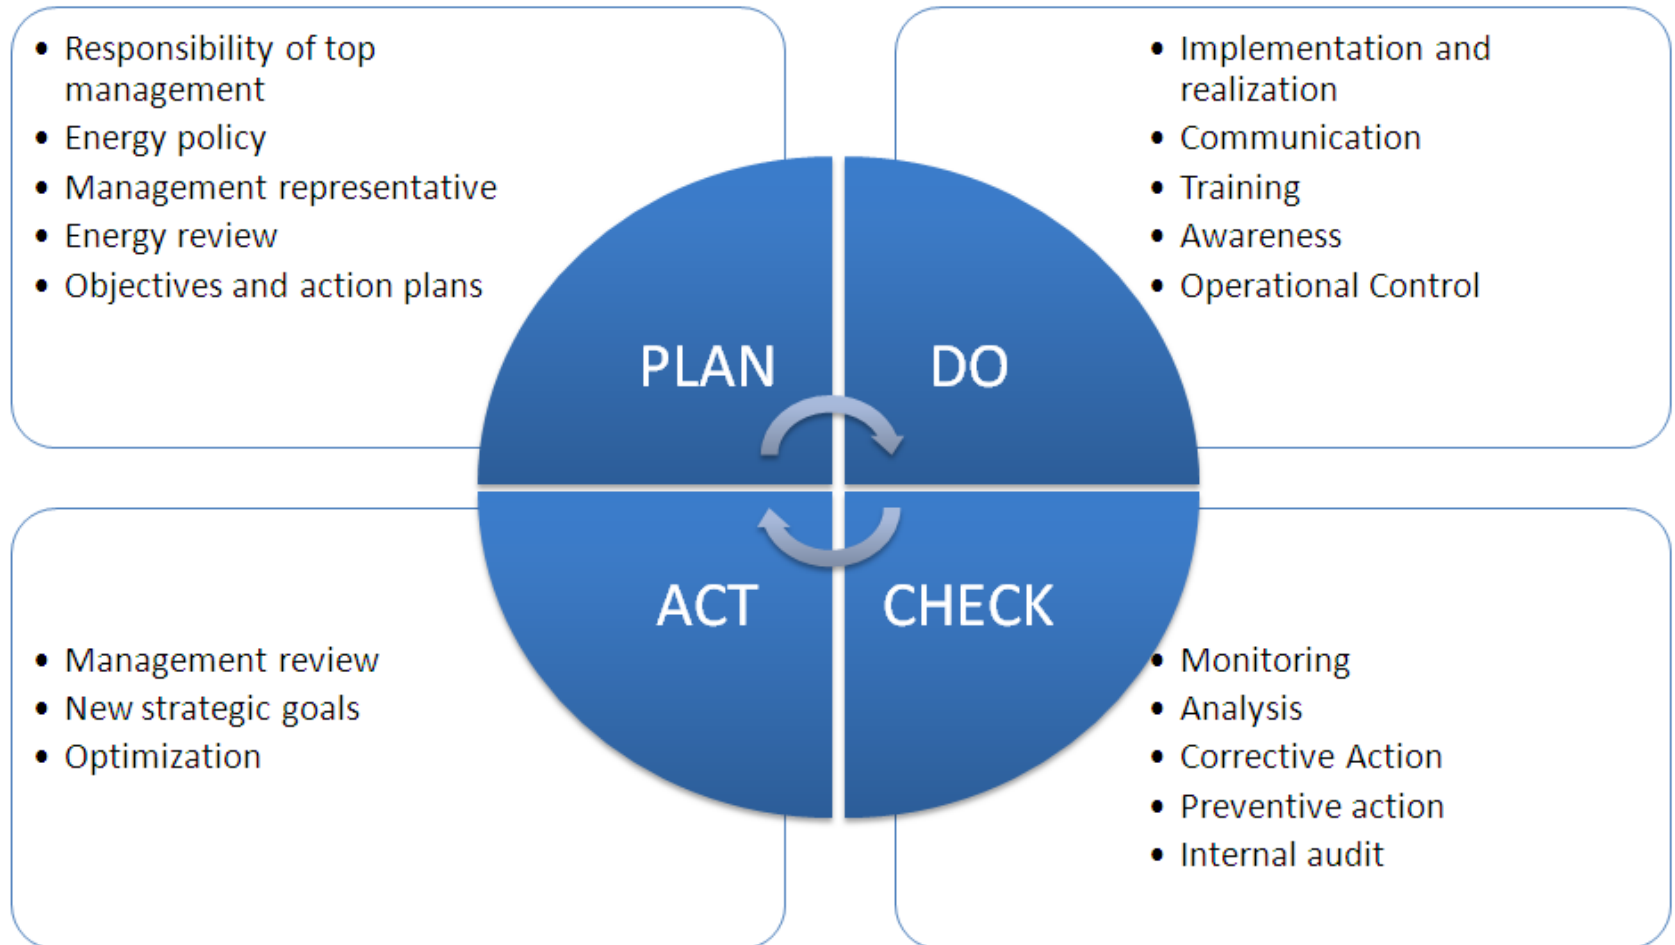 • Responsibility of top
management
• Energy policy
• Management representative
• Energy review
• Objectives and action plans
• Implementation and
realization
• Communication
• Training
• Awareness
• Operational Control
PLAN
DO
ACT
CHECK
• Management review
• New strategic goals
• Optimization
• Monitoring
• Analysis
• Corrective Action
• Preventive action
• Internal audit